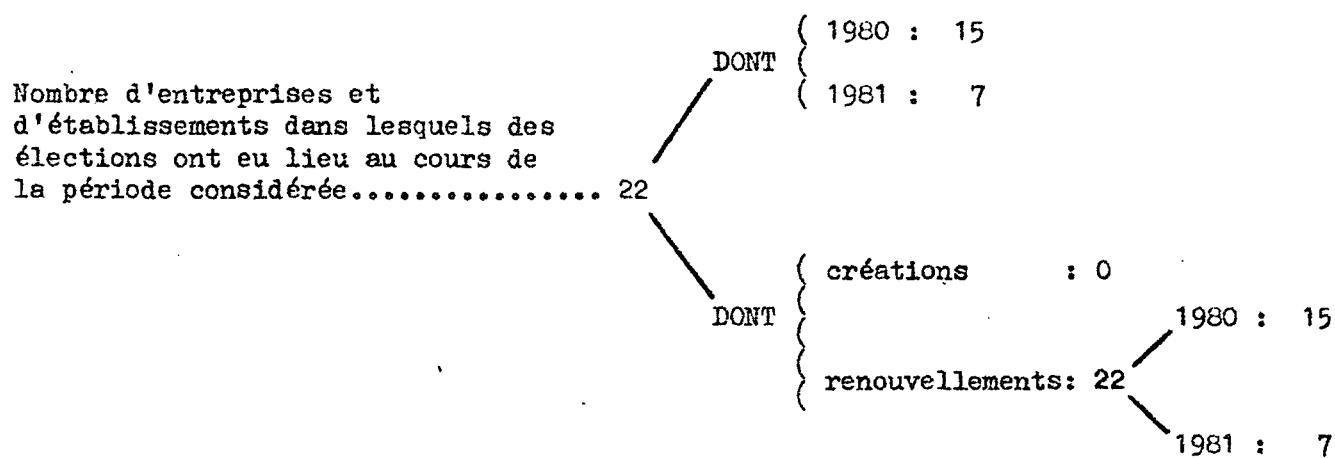 ( 1980 : 15
DONT (
( 1981 : 7
Nombre d'entreprises et
d'établissements dans lesquels des
élections ont eu lieu au cours de
la période considérée................ 22
( créations : 0
DONT
1980 : 15
( renouvellements: 22
1981 : 7